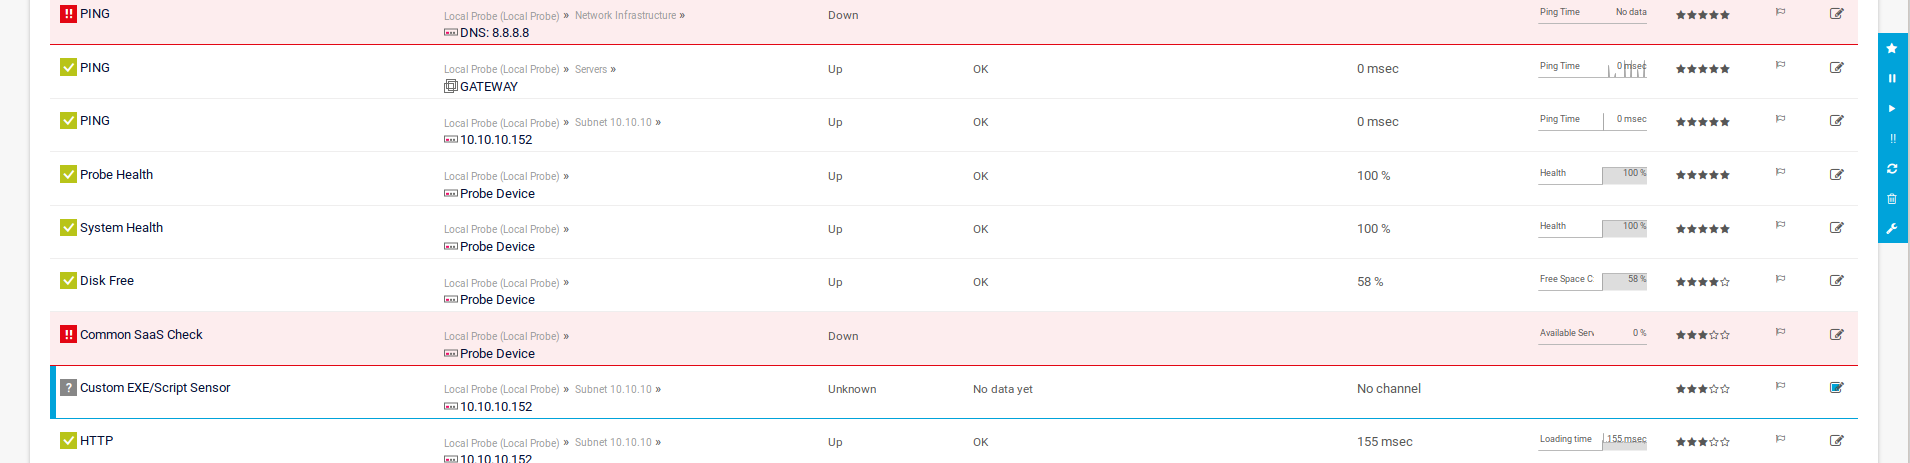 PING Local Probe (Local Probe) » Network Infrastructure » Down Ping Time No data
DNS: 8.8.8.8
PING Local Probe (Local Probe) » Servers » Up OK 0 msec Ping Time 0 msec
GATEWAY
PING Local Probe (Local Probe) » Subnet 10.10.10 » Up OK 0 msec Ping Time 0 msec
10.10.10.152
Probe Health Local Probe (Local Probe) » Up OK 100 % Health 100 %
Probe Device
System Health Local Probe (Local Probe) » Up OK 100 % Health 100 %
Probe Device
Disk Free Local Probe (Local Probe) » Up OK 58 % Free Space C 58 %
Probe Device
Common SaaS Check Local Probe (Local Probe) » Down Available Serv 0 %
Probe Device
Custom EXE/Script Sensor Local Probe (Local Probe) » Subnet 10.10.10 » Unknown No data yet No channel
10.10.10.152
HTTP Local Probe (Local Probe) » Subnet 10.10.10 » Up OK 155 msec Loading time 155 msec
10.10.10.152